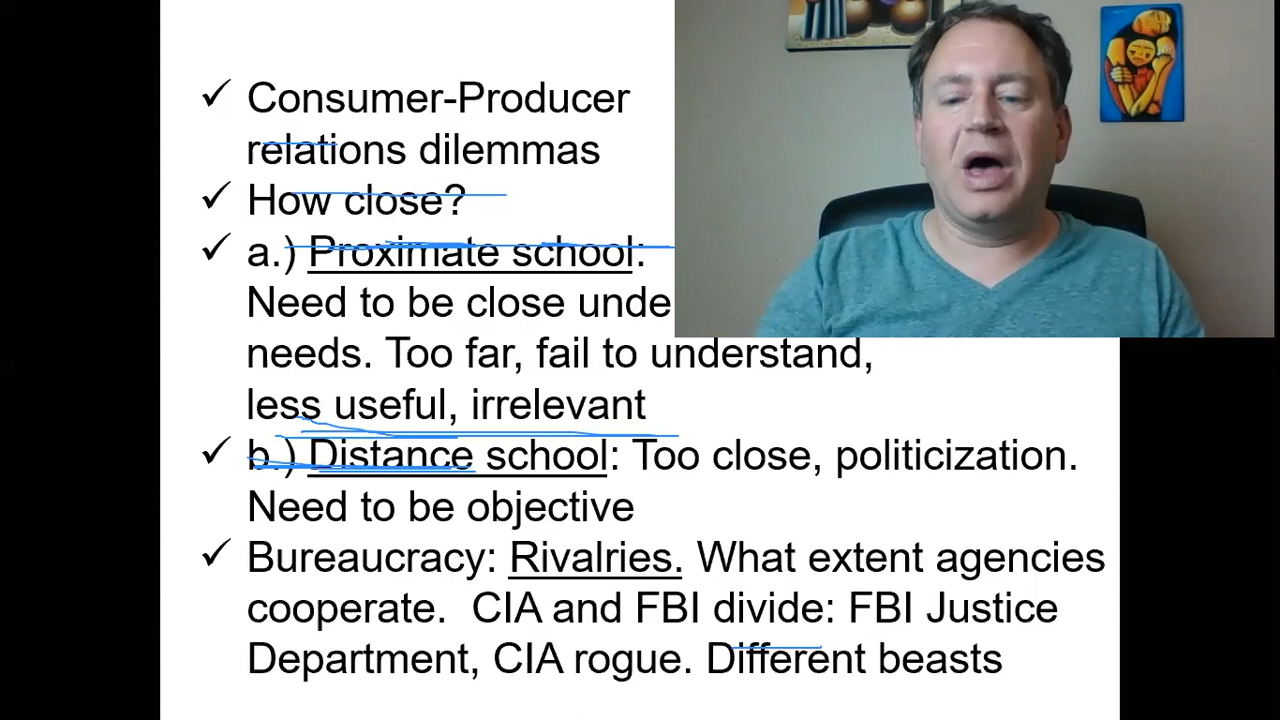 Consumer-Producer
relations dilemmas
How close?
a.) Proximate school:
Need to be close unde
needs. Too far, fail to understand,
less useful, irrelevant
b.) Distance school: Too close, politicization.
Need to be objective
Bureaucracy: Rivalries. What extent agencies
cooperate. CIA and FBI divide: FBI Justice
Department, CIA rogue. Different beasts